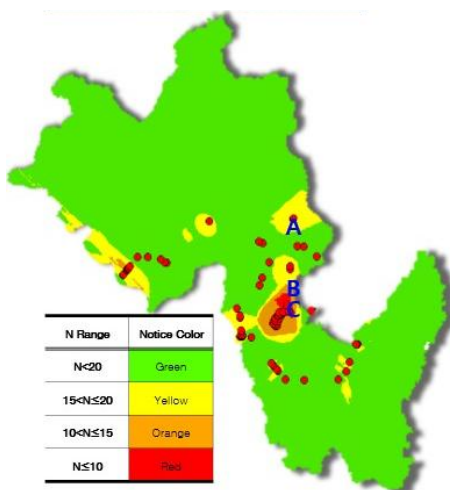 A
B
C
N Range Notice Color
N<20 Green
15<N≤20 Yellow
10<N≤15 Orange
N≤10 Red